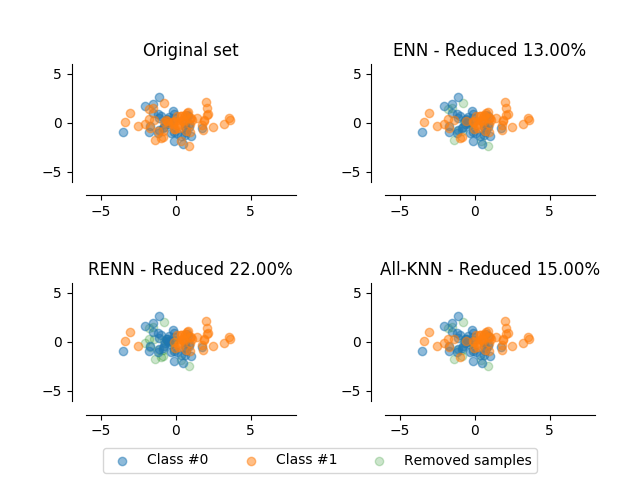 Original set
ENN - Reduced 13.00%
5
0
−5
−5 0 5
5
0
−5
−5 0 5
RENN - Reduced 22.00%
All-KNN - Reduced 15.00%
5
0
−5
−5 0 5
5
0
−5
−5 0 5
Class #0 Class #1 Removed samples